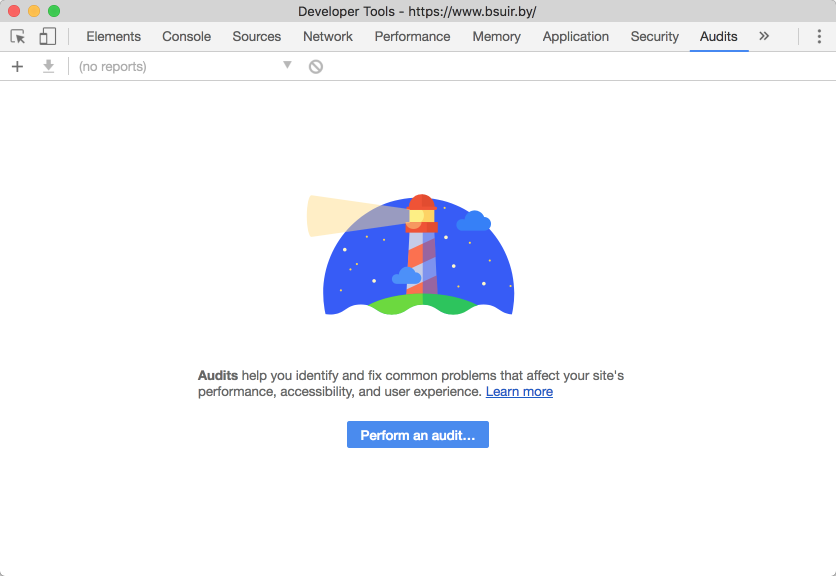 Developer Tools - https://www.bsuir.by/
Elements Console Sources Network Performance Memory Application Security Audits »
(no reports)
Audits help you identify and fix common problems that affect your site's
performance, accessibility, and user experience. Learn more
Perform an audit...